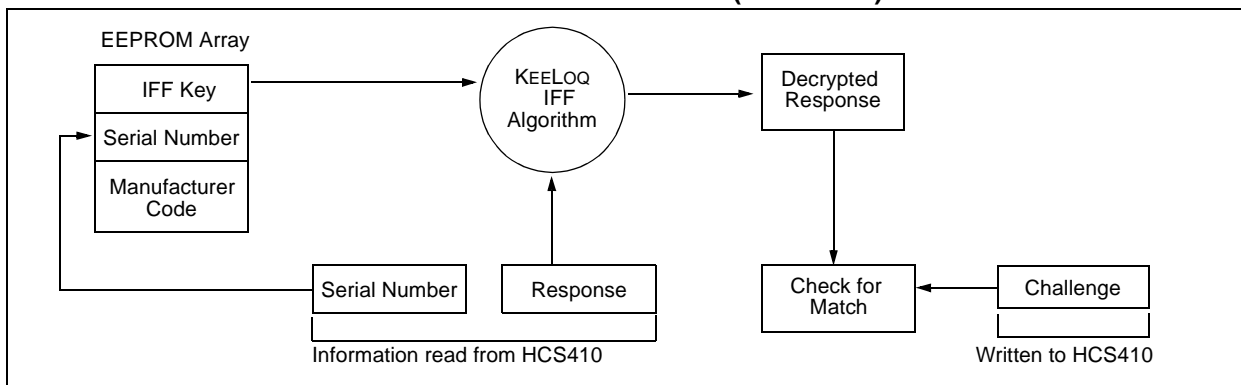 EEPROM Array
IFF Key
Serial Number
Manufacturer
Code
KEELOQ
IFF
Algorithm
Decrypted
Response
Serial Number
Response
Information read from HCS410
Check for
Match
Challenge
Written to HCS410